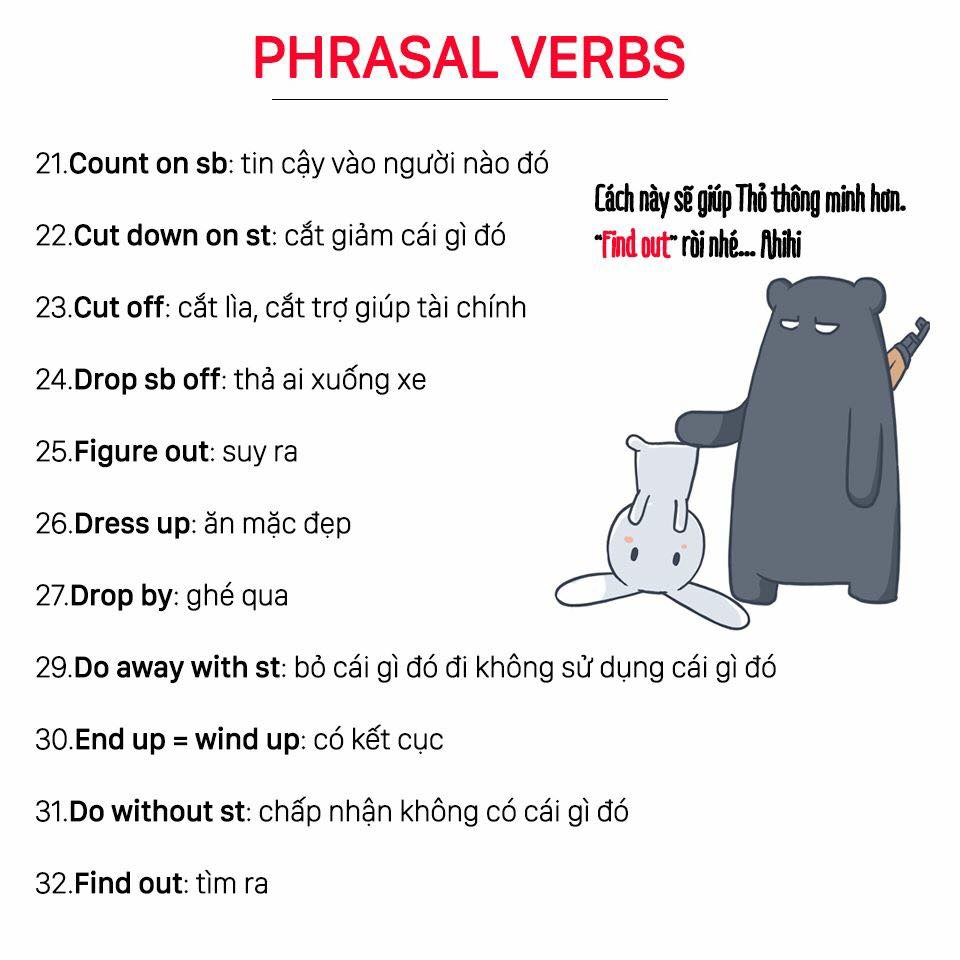 PHRASAL VERBS
21.Count on sb: tin cậy vào người nào đó
22.Cut down on st: cắt giảm cái gì đó
23.Cut off: cắt lìa, cắt trợ giúp tài chính
24.Drop sb off: thả ai xuống xe
25.Figure out: suy ra
26.Dress up: ăn mặc đẹp
27.Drop by: ghé qua
29.Do away with st: bỏ cái gì đó đi không sử dụng cái gì đó
30.End up = wind up: có kết cục
31.Do without st: chấp nhận không có cái gì đó
32.Find out: tìm ra
Cách này sẽ giúp Thỏ thông minh hơn.
"Find out" ròi nhé... Ahihi